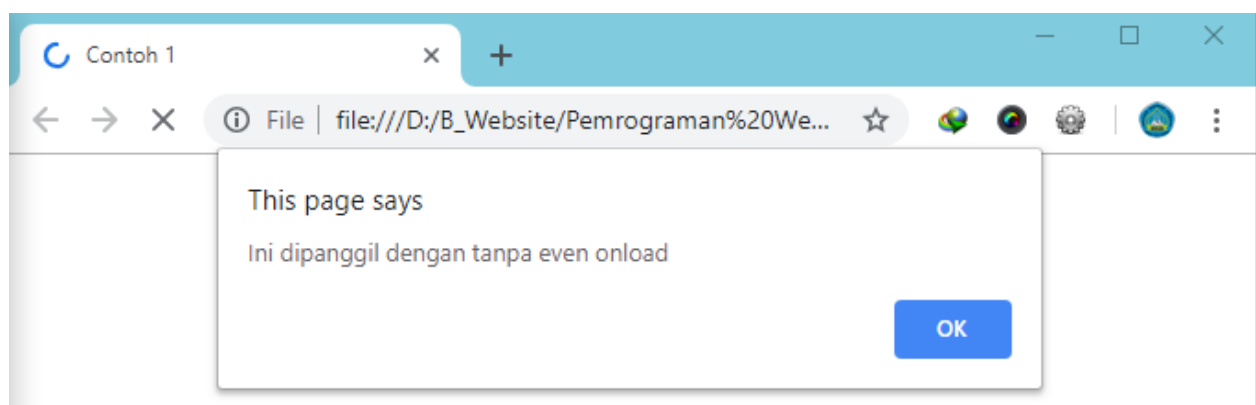 Contoh 1
File | file:///D:/B_Website/Pemrograman%20We...
This page says
Ini dipanggil dengan tanpa even onload
OK